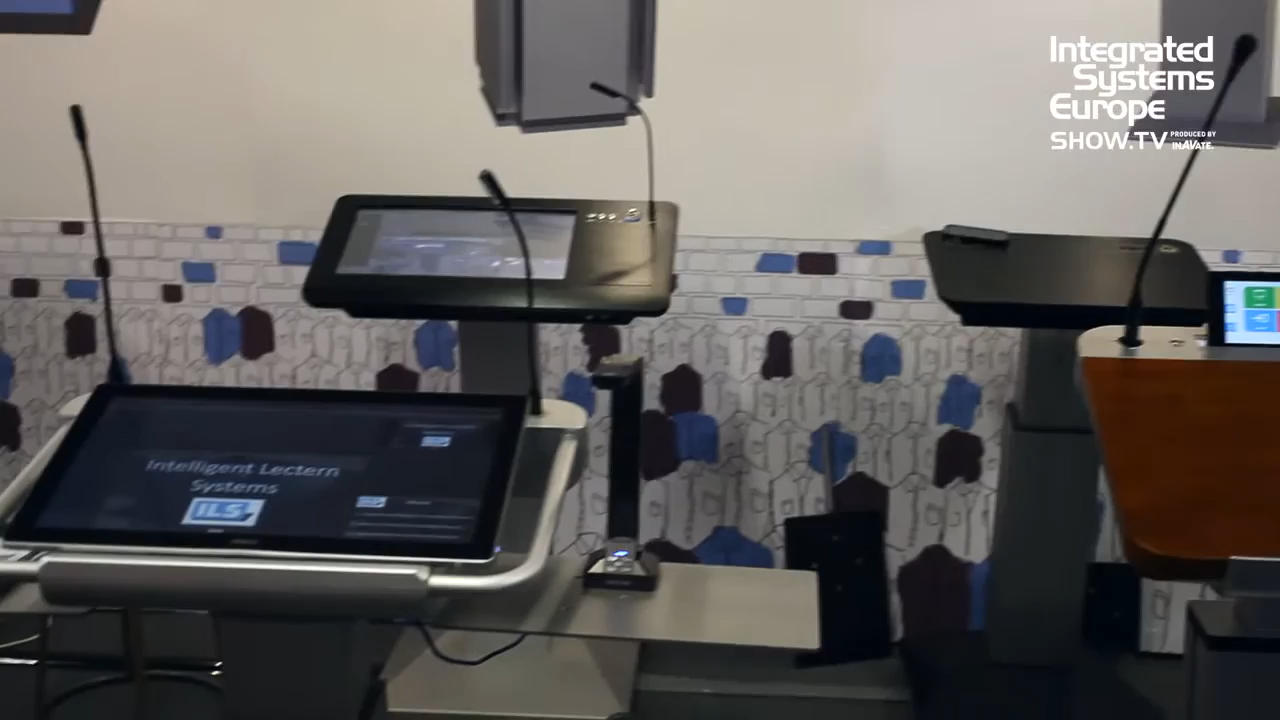 Integrated
Systems
Europe
SHOW.TV PRODUCED BY
INAVATE.
Intelligent Lectern
Systems
ILS